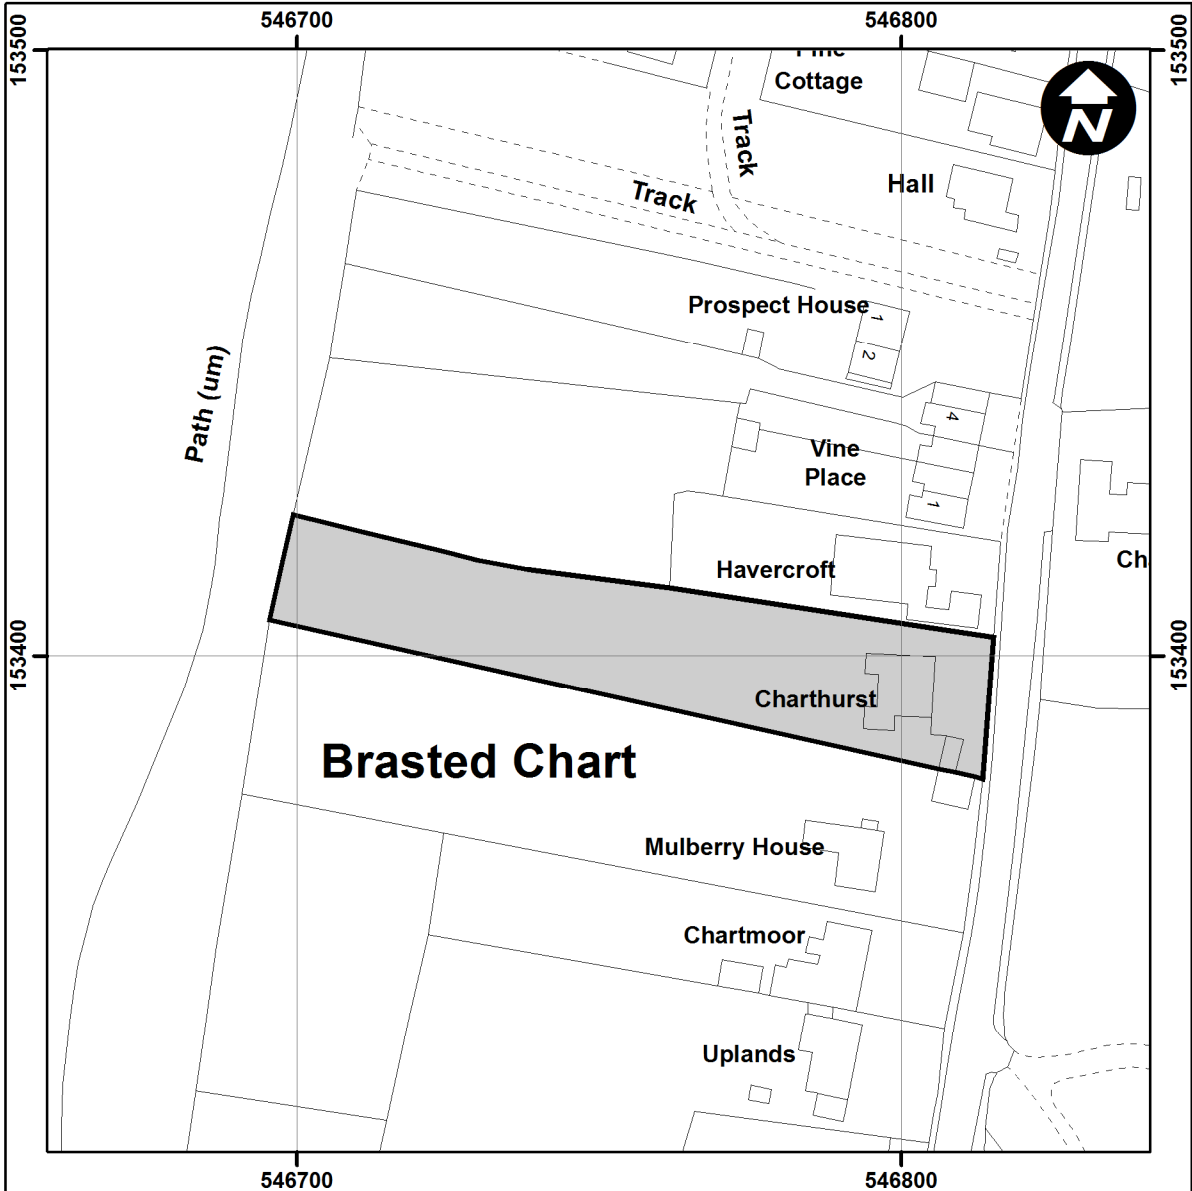 546700
546800
153500
153500
Cottage
N
Track
Hall
Track
Prospect House
1
2
Path (um)
4
Vine
Place
1
Havercroft
153400
153400
Charthurst
Brasted Chart
Mulberry House
Chartmoor
Uplands
546700
546800